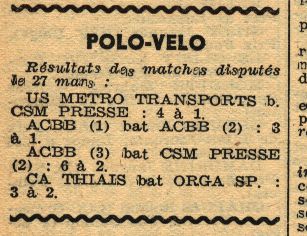 POLO-VELO
Résultats des matches disputés
le 27 mars :
US METRO TRANSPORTS b.
CSM PRESSE : 4 à 1.
ACBB (1) bat ACBB (2) : 3
à 1.
ACBB (3) bat CSM PRESSE
(2) : 6 à 2.
CA THIAIS bat ORGA SP. :
3 à 2.